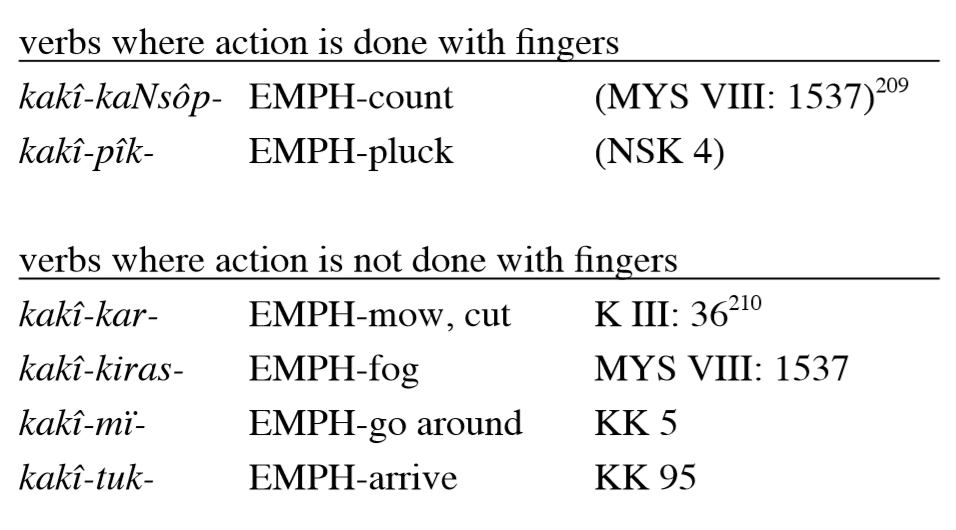 verbs where action is done with fingers
kakî-kaNsôp- EMPH-count (MYS VIII: 1537)209
kakî-pîk- EMPH-pluck (NSK 4)
verbs where action is not done with fingers
kakî-kar- EMPH-mow, cut K III: 36210
kakî-kiras- EMPH-fog MYS VIII: 1537
kakî-mï- EMPH-go around KK 5
kakî-tuk- EMPH-arrive KK 95